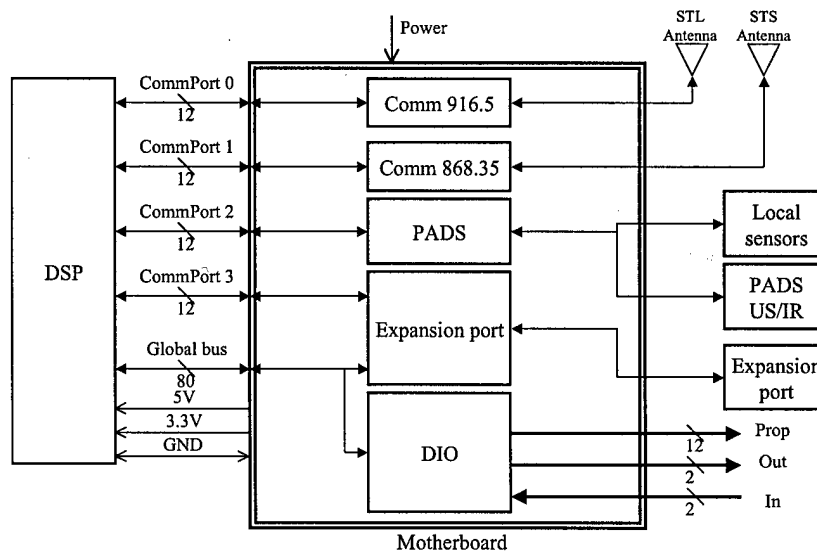 Power
STL
Antenna
STS
Antenna
CommPort 0
12
Comm 916.5
CommPort 1
12
Comm 868.35
CommPort 2
12
PADS
Local
sensors
DSP
CommPort 3
12
PADS
US/IR
Expansion port
Global bus
80
Expansion
port
5V
3.3V
GND
DIO
Prop
12
Out
2
In
2
Motherboard